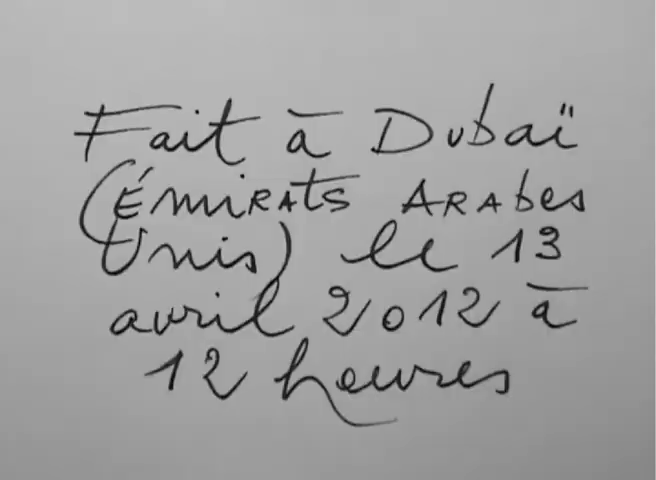 Fait à Dubaï
(Émirats Arabes
Unis) le 13
avril 2012 à
12 heures